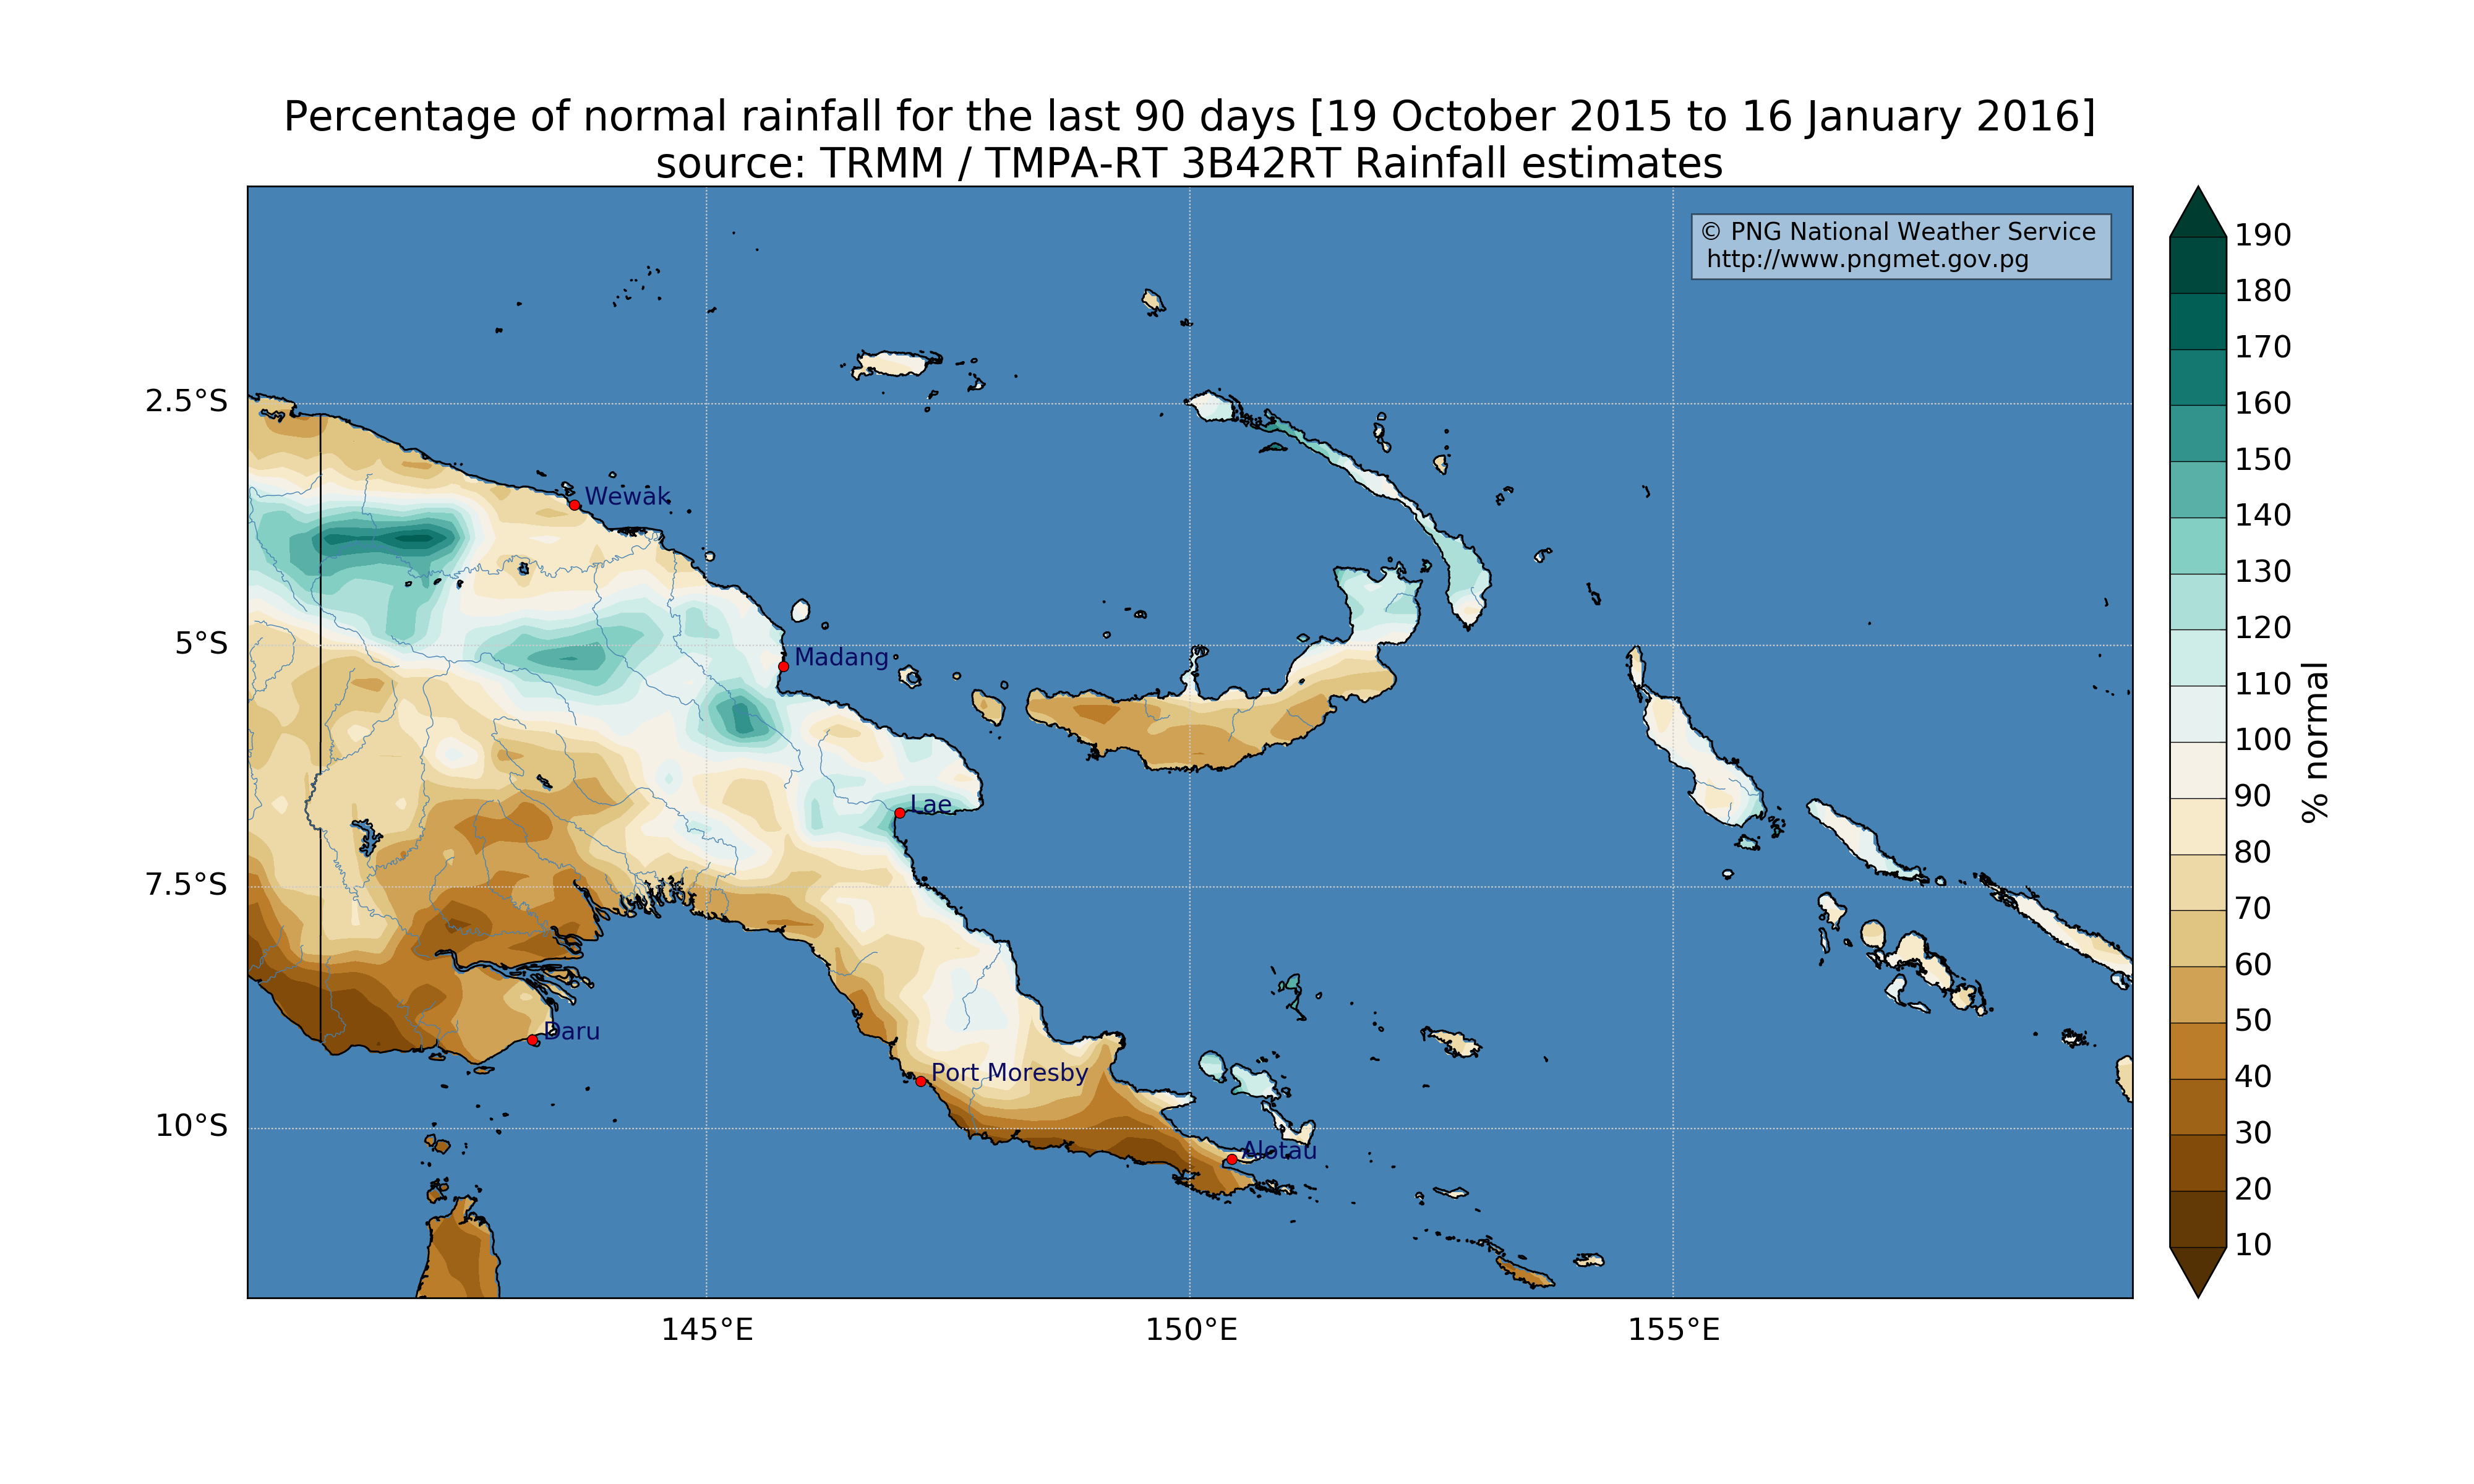 Percentage of normal rainfall for the last 90 days [19 October 2015 to 16 January 2016]
source: TRMM / TMPA-RT 3B42RT Rainfall estimates
© PNG National Weather Service
http://www.pngmet.gov.pg
2.5°S
5°S
7.5°S
10°S
Wewak
Madang
Lae
Daru
Port Moresby
Alotau
145°E
150°E
155°E
190
180
170
160
150
140
130
120
110
100
90
80
70
60
50
40
30
20
10
% normal